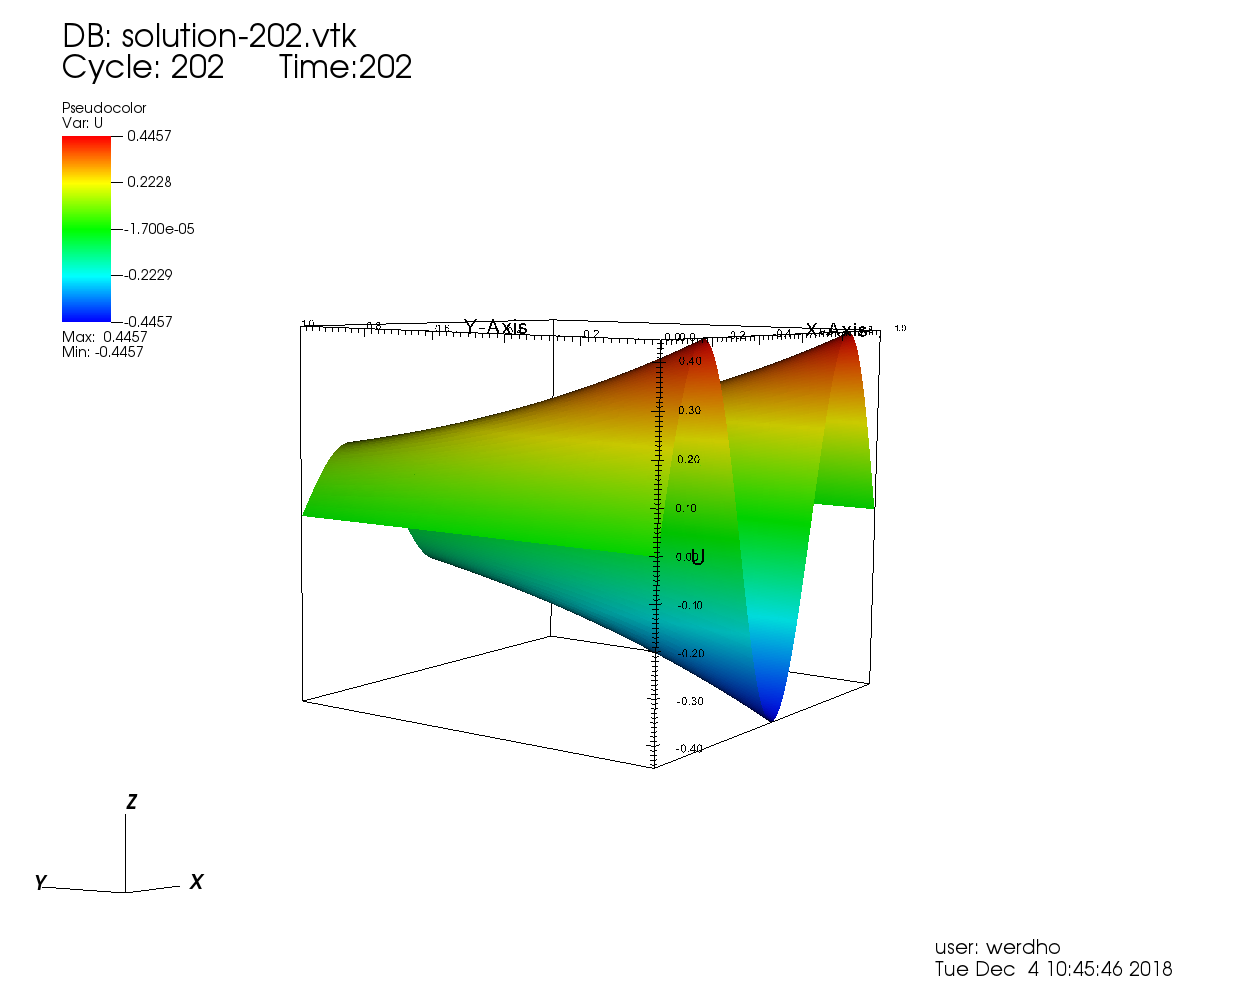 DB: solution-202.vtk
Cycle: 202 Time:202
Pseudocolor
Var: U
0.4457
0.2228
-1.700e-05
-0.2229
-0.4457
Max: 0.4457
Min: -0.4457
1.0
0.8
0.6
Y-Axis
0.2
0.0
0.0
0.2
0.4
X-Axis
1.0
0.40
0.30
0.20
0.10
0.00
U
-0.10
-0.20
-0.30
-0.40
Z
Y
X
user: werdho
Tue Dec 4 10:45:46 2018